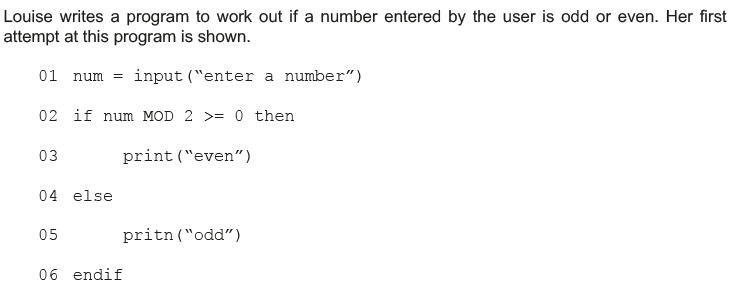 Louise writes a program to work out if a number entered by the user is odd or even. Her first
attempt at this program is shown.
01 num = input(“enter a number”)
02 if num MOD 2 >= 0 then
03 print(“even”)
04 else
05 pritn(“odd”)
06 endif